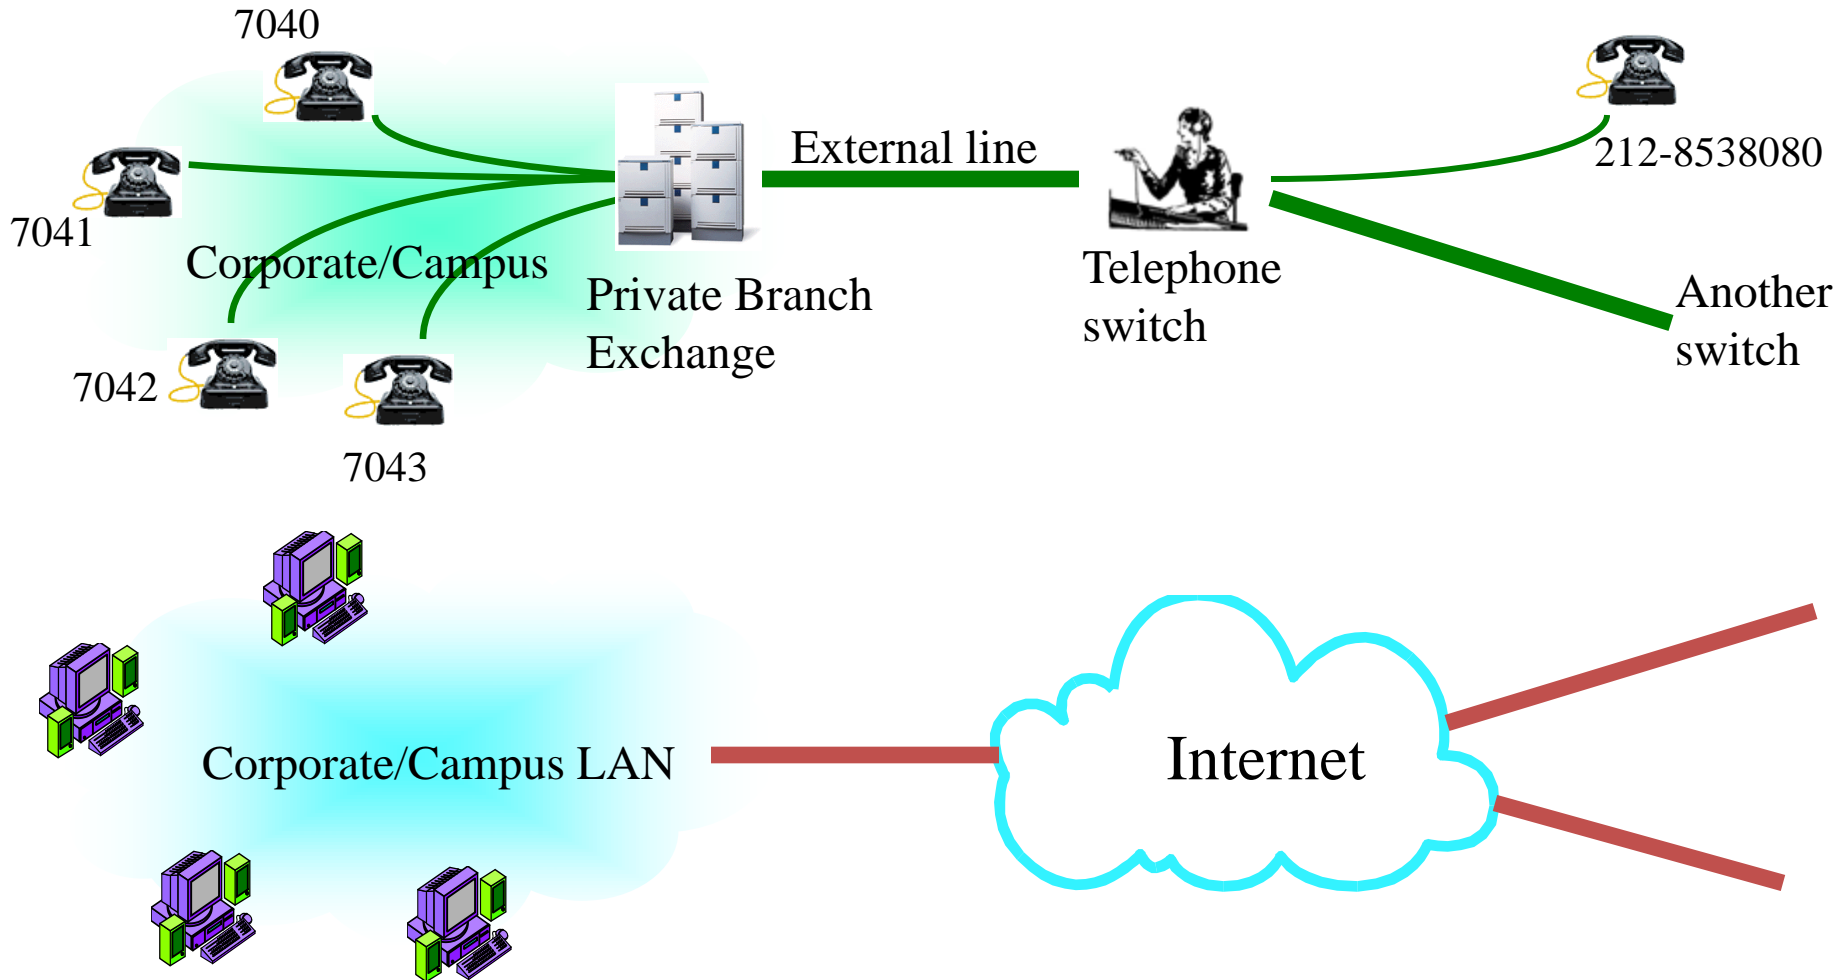 7040
External line
212-8538080
7041
Corporate/Campus
Private Branch
Exchange
Telephone
switch
Another
switch
7042
7043
Corporate/Campus LAN
Internet